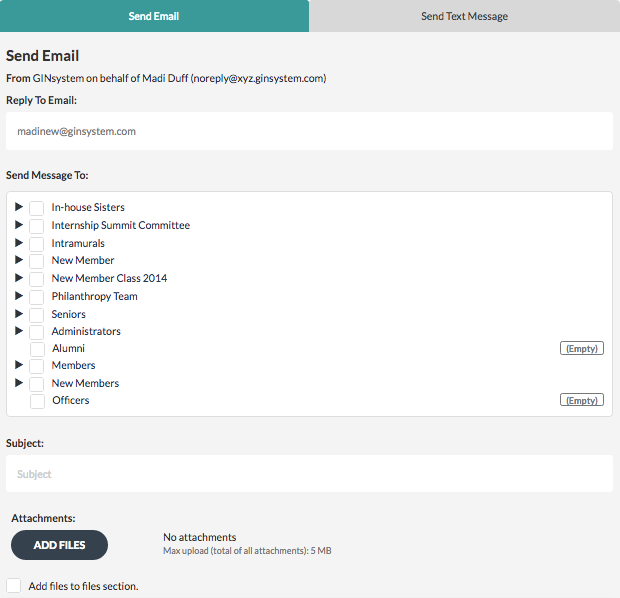 Send Email
Send Text Message
Send Email
From GINsystem on behalf of Madi Duff (noreply@xyz.ginsystem.com)
Reply To Email:
madinew@ginsystem.com
Send Message To:
In-house Sisters
Internship Summit Committee
Intramurals
New Member
New Member Class 2014
Philanthropy Team
Seniors
Administrators
Alumni (Empty)
Members
New Members
Officers (Empty)
Subject:
Subject
Attachments:
ADD FILES
No attachments
Max upload (total of all attachments): 5 MB
Add files to files section.